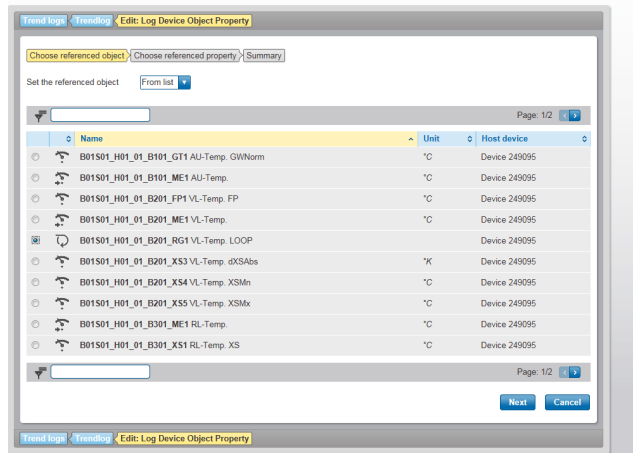 Trend logs Trendlog Edit: Log Device Object Property
Choose referenced object Choose referenced property Summary
Set the referenced object From list
Page: 1/2
Name Unit Host device
B01S01_H01_01_B101_GT1 AU-Temp. GWNorm °C Device 249095
B01S01_H01_01_B101_ME1 AU-Temp. °C Device 249095
B01S01_H01_01_B201_FP1 VL-Temp. FP °C Device 249095
B01S01_H01_01_B201_ME1 VL-Temp. °C Device 249095
B01S01_H01_01_B201_RG1 VL-Temp. LOOP Device 249095
B01S01_H01_01_B201_XS3 VL-Temp. dXSAbs °K Device 249095
B01S01_H01_01_B201_XS4 VL-Temp. XSMn °C Device 249095
B01S01_H01_01_B201_XS5 VL-Temp. XSMx °C Device 249095
B01S01_H01_01_B301_ME1 RL-Temp. °C Device 249095
B01S01_H01_01_B301_XS1 RL-Temp. XS °C Device 249095
Page: 1/2
Next Cancel
Trend logs Trendlog Edit: Log Device Object Property